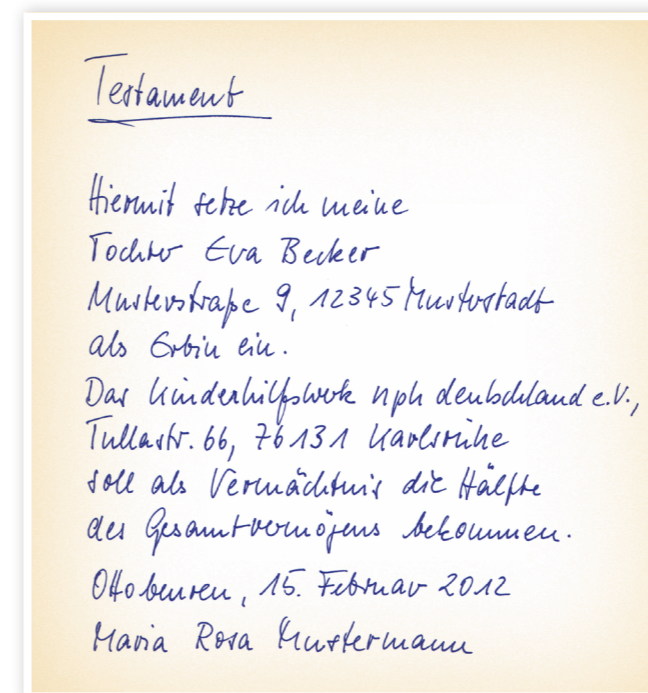 Testament
Hiermit setze ich meine
Tochter Eva Becker
Musterstraße 9, 12345 Musterstadt
als Erbin ein.
Das Kinderhilfswerk nph deutschland e.V.,
Tullastr. 66, 76131 Karlsruhe
soll als Vermächtnis die Hälfte
des Gesamtvermögens bekommen.
Ottobeuren, 15. Februar 2012
Maria Rosa Mustermann